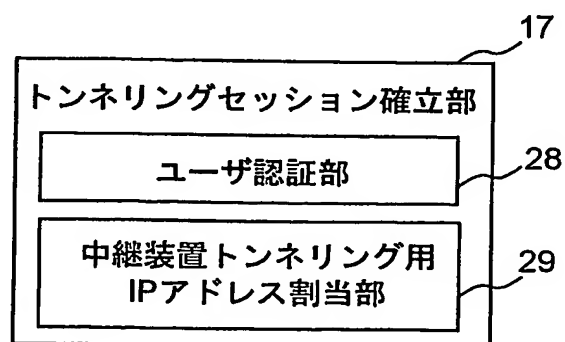 17
トンネリングセッション確立部
ユーザ認証部
28
中継装置トンネリング用
IPアドレス割当部
29